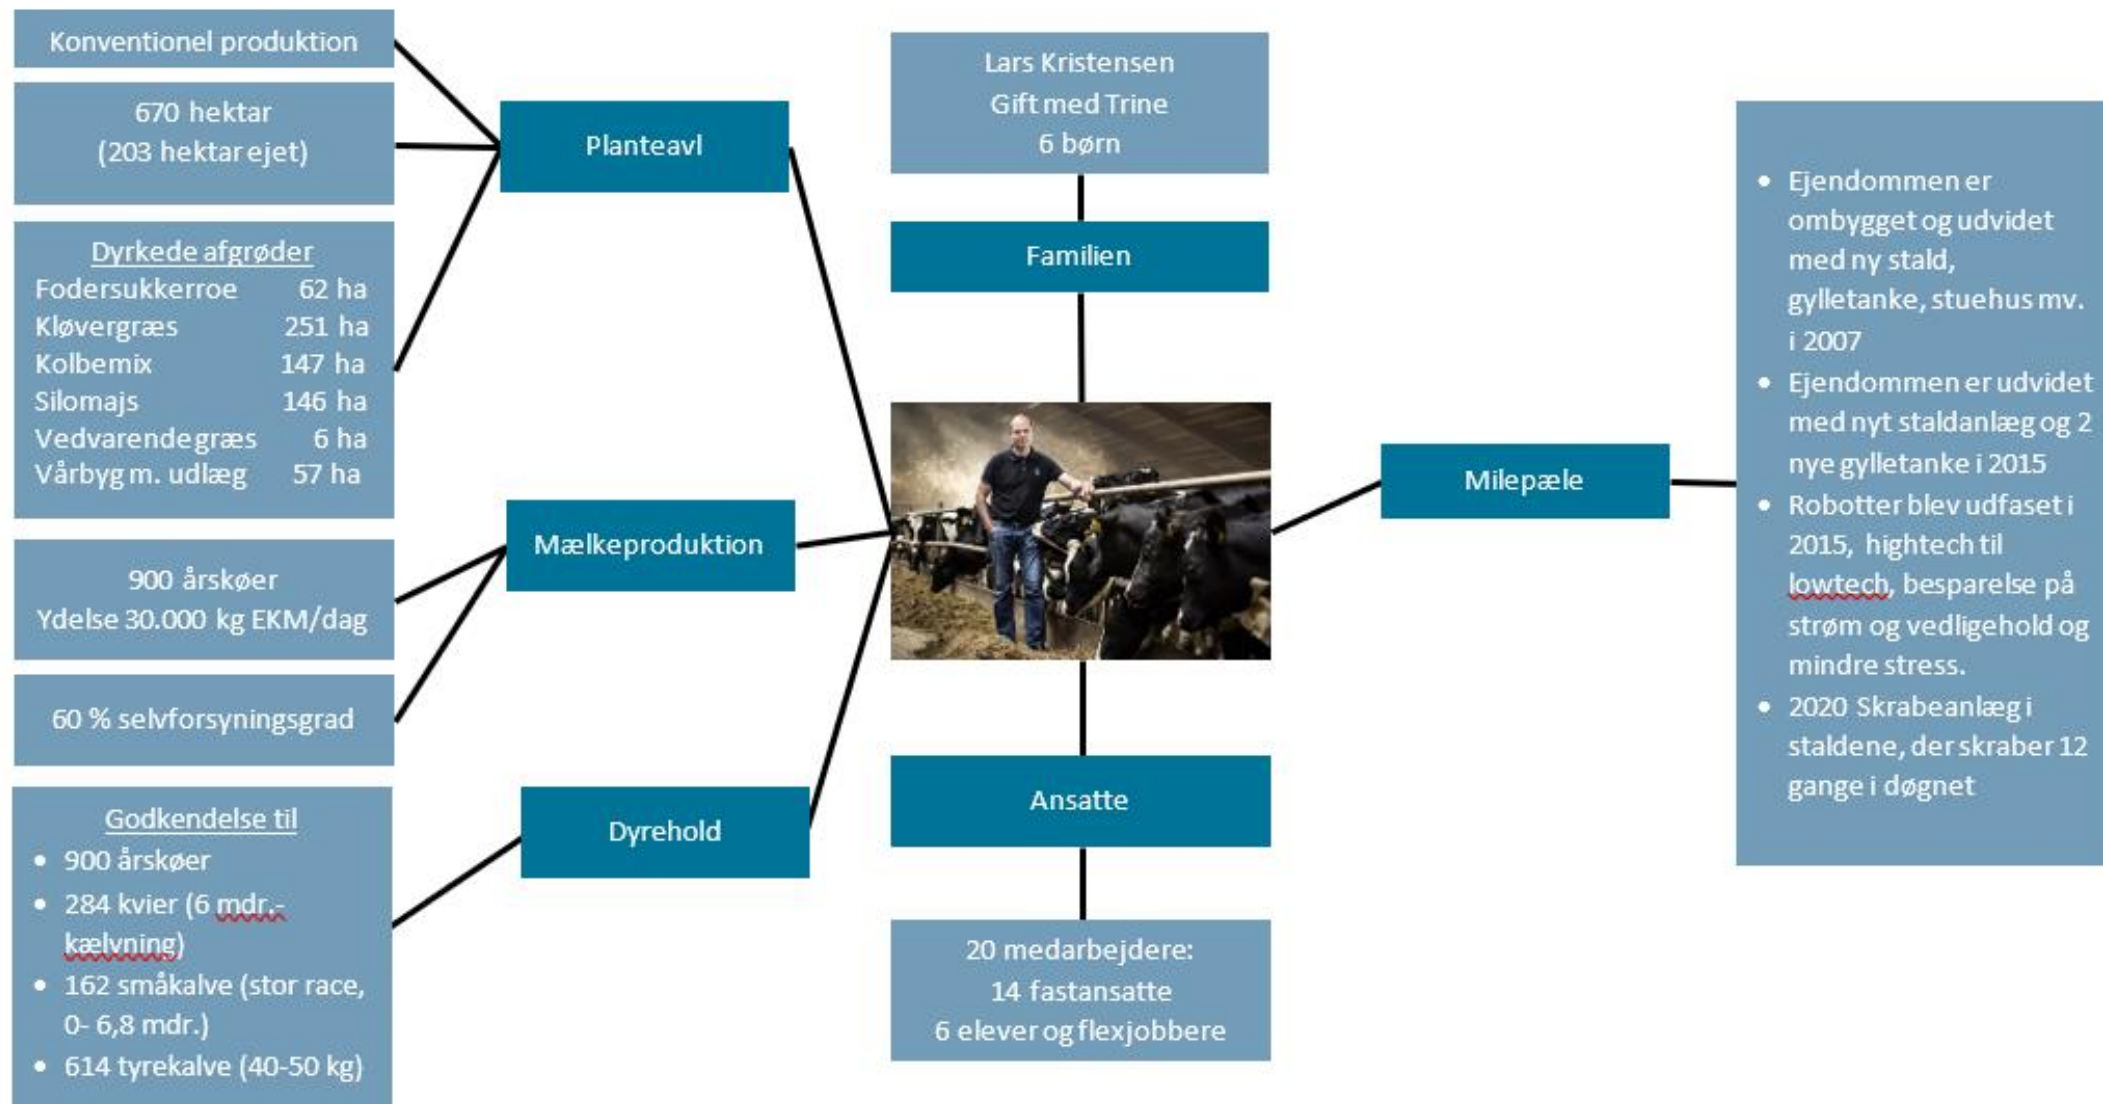 Konventionel produktion
670 hektar
(203 hektar ejet)
Dyrkede afgrøder
Fodersukkerroe 62 ha
Kløvergræs 251 ha
Kolbemix 147 ha
Silomajs 146 ha
Vedvarende græs 6 ha
Vårbyg m. udlæg 57 ha
Planteavl
900 årskøer
Ydelse 30.000 kg EKM/dag
60 % selvforsyningsgrad
Mælkeproduktion
Godkendelse til
• 900 årskøer
• 284 kvier (6 mdr.-
kælvning)
• 162 småkalve (stor race,
0- 6,8 mdr.)
• 614 tyrekalve (40-50 kg)
Dyrehold
Lars Kristensen
Gift med Trine
6 børn
Familien
Ansatte
20 medarbejdere:
14 fastansatte
6 elever og flexjobbere
Milepæle
• Ejendommen er
ombygget og udvidet
med ny stald,
gylletanke, stuehus mv.
i 2007
• Ejendommen er udvidet
med nyt staldanlæg og 2
nye gylletanke i 2015
• Robotter blev udfaset i
2015, hightech til
lowtech, besparelse på
strøm og vedligehold og
mindre stress.
• 2020 Skrabeanlæg i
staldene, der skraber 12
gange i døgnet